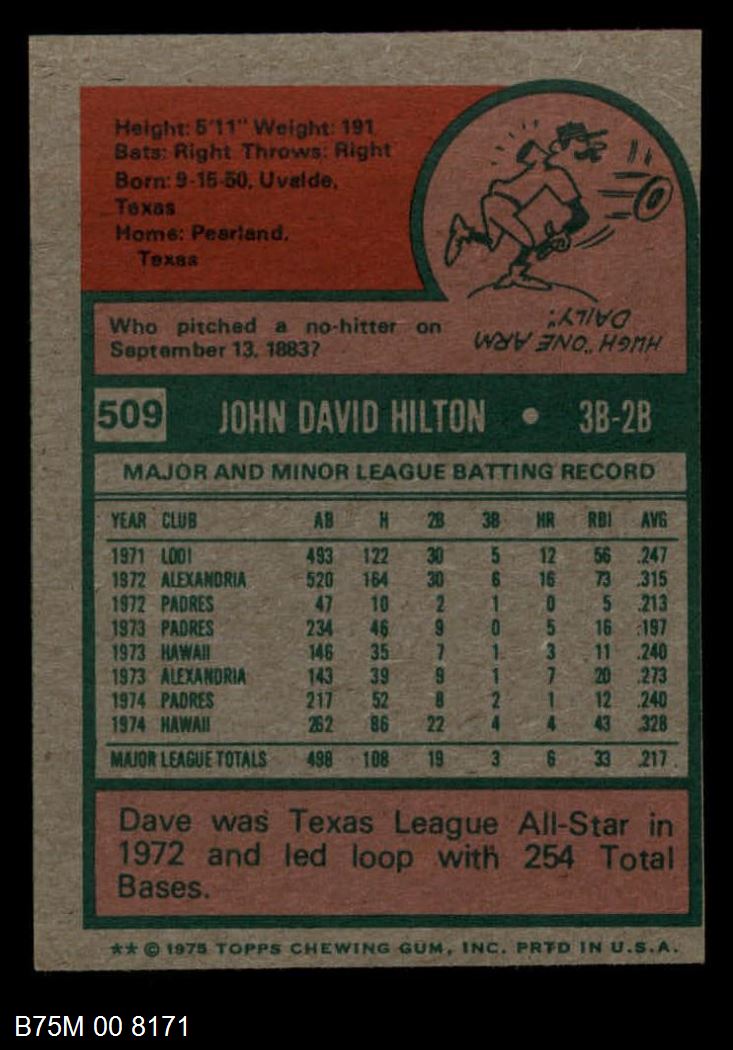 Height: 5'11" Weight: 191
Bats: Right Throws: Right
Born: 9-15-50, Uvalde,
Texas
Home: Pearland,
Texas
Who pitched a no-hitter on
September 13, 1883?
HUGH "ONE ARM
DAILY".
509 JOHN DAVID HILTON • 3B-2B
MAJOR AND MINOR LEAGUE BATTING RECORD
YEAR CLUB AB H 2B 3B HR RBI AVG
1971 LODI 493 122 30 5 12 56 .247
1972 ALEXANDRIA 520 164 30 6 16 73 .315
1972 PADRES 47 10 2 1 0 5 .213
1973 PADRES 234 46 9 0 5 16 .197
1973 HAWAII 146 35 7 1 3 11 .240
1973 ALEXANDRIA 143 39 9 1 7 20 .273
1974 PADRES 217 52 8 2 1 12 .240
1974 HAWAII 262 86 22 4 4 43 .328
MAJOR LEAGUE TOTALS 498 108 19 3 6 33 .217
Dave was Texas League All-Star in
1972 and led loop with 254 Total
Bases.
** © 1975 TOPPS CHEWING GUM, INC. PRTD IN U.S.A.
B75M 00 8171